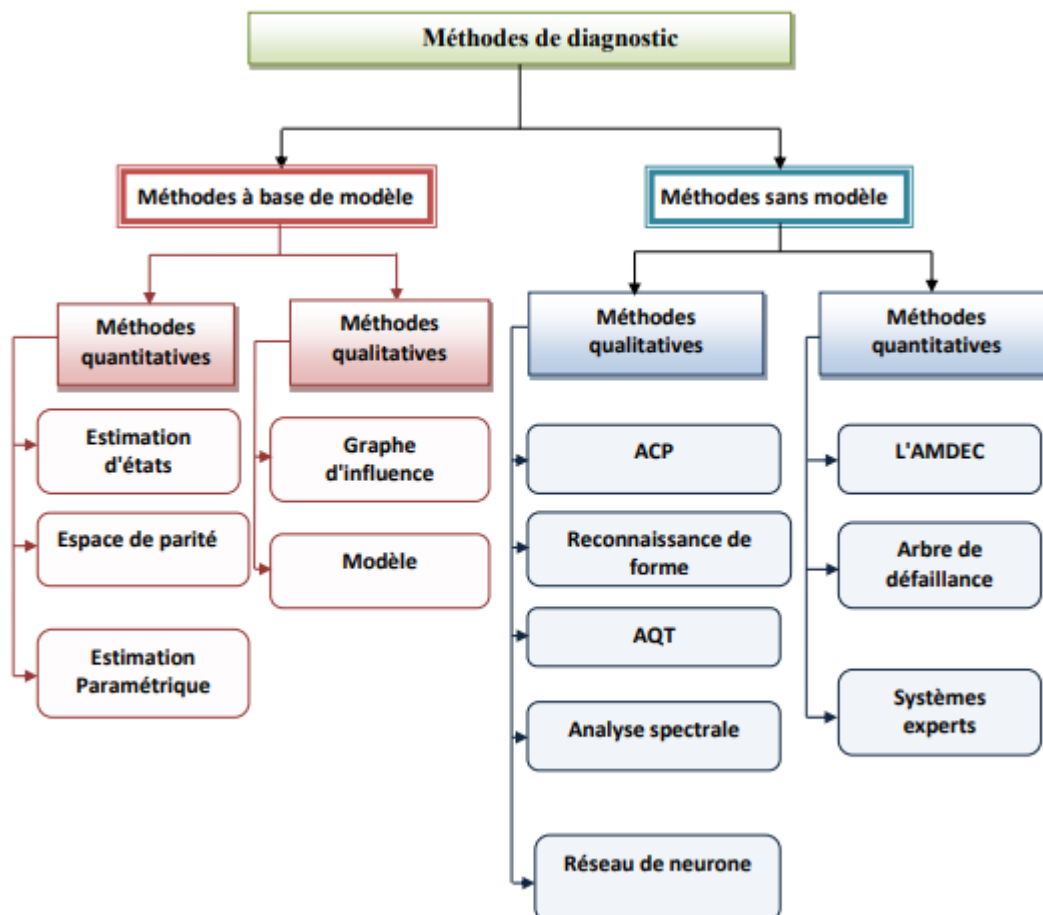 Méthodes de diagnostic
Méthodes à base de modèle
Méthodes sans modèle
Méthodes
quantitatives
Méthodes
qualitatives
Méthodes
qualitatives
Méthodes
quantitatives
Estimation
d'états
Espace de parité
Estimation
Paramétrique
Graphe
d'influence
Modèle
ACP
Reconnaissance de
forme
AQT
Analyse spectrale
Réseau de neurone
L'AMDEC
Arbre de
défaillance
Systèmes
experts